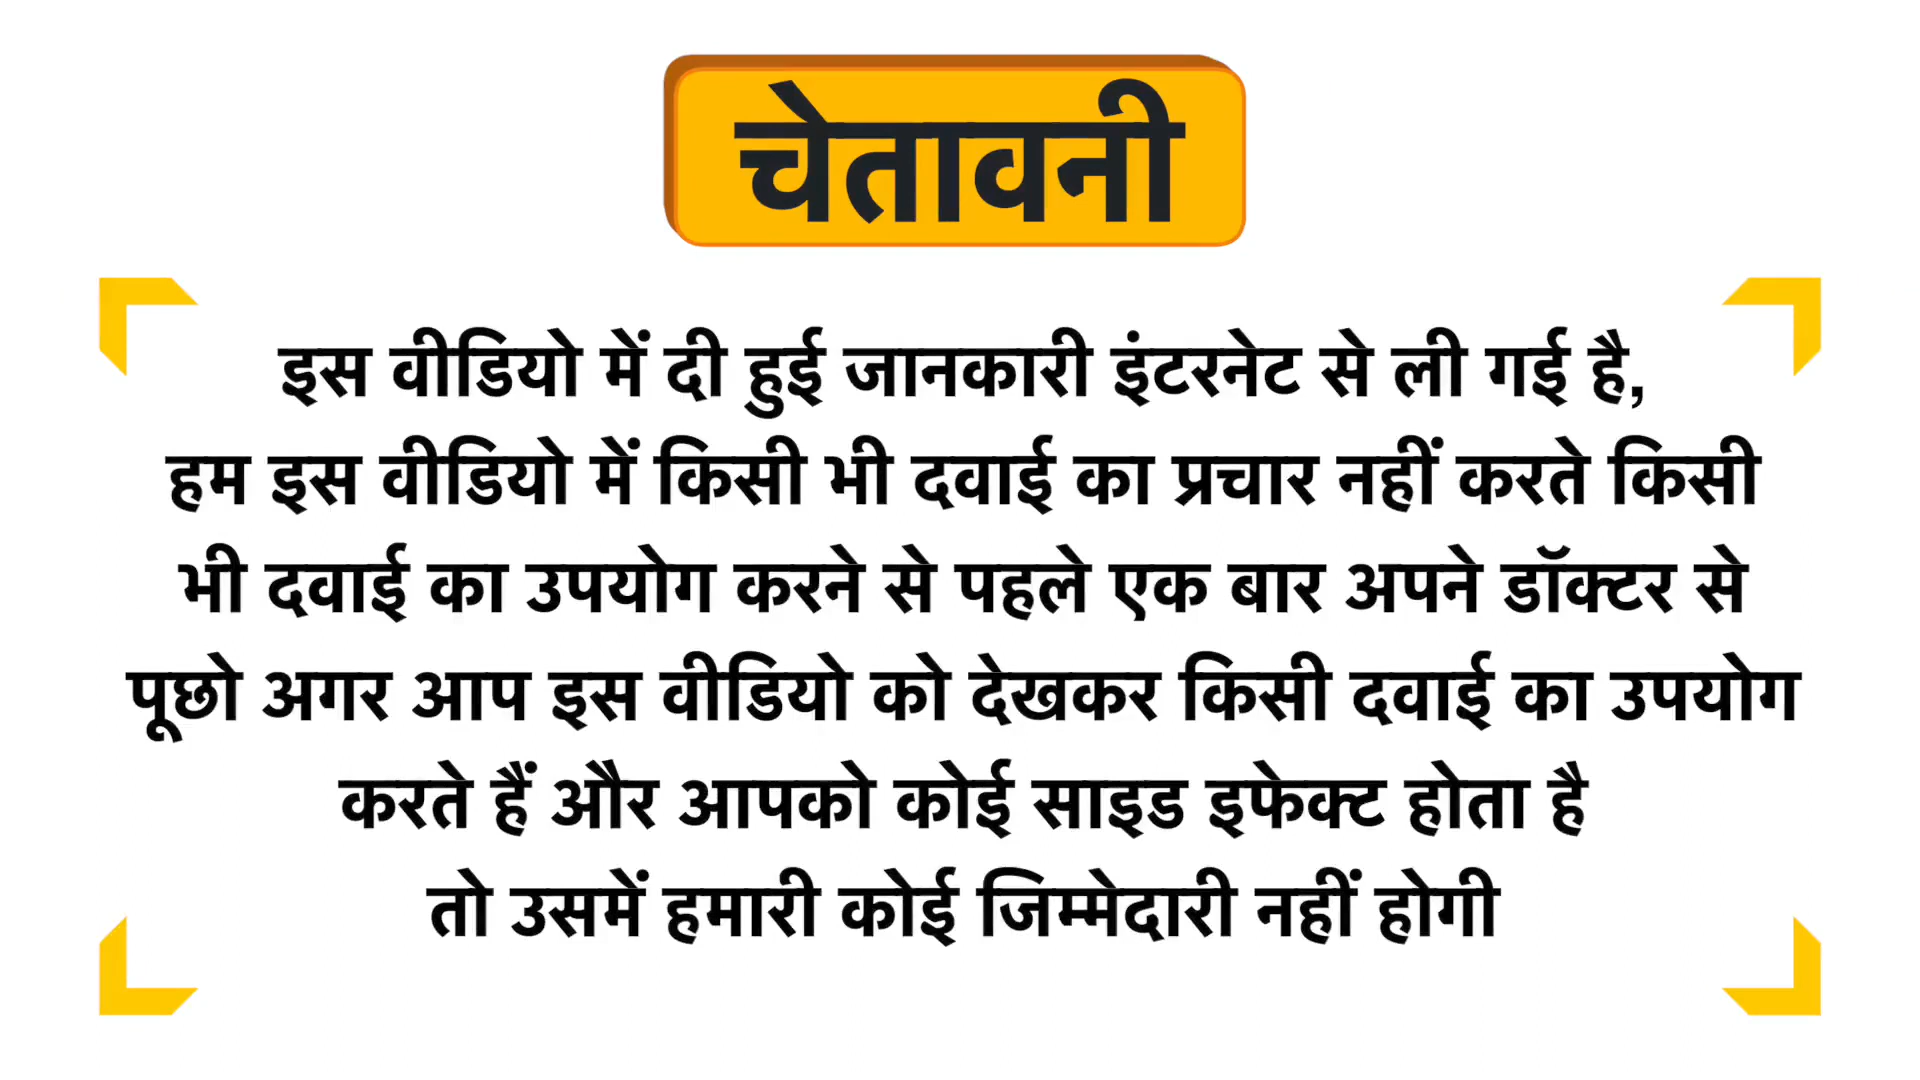 चेतावनी
इस वीडियो में दी हुई जानकारी इंटरनेट से ली गई है,
हम इस वीडियो में किसी भी दवाई का प्रचार नहीं करते किसी
भी दवाई का उपयोग करने से पहले एक बार अपने डॉक्टर से
पूछो अगर आप इस वीडियो को देखकर किसी दवाई का उपयोग
करते हैं और आपको कोई साइड इफेक्ट होता है
तो उसमें हमारी कोई जिम्मेदारी नहीं होगी